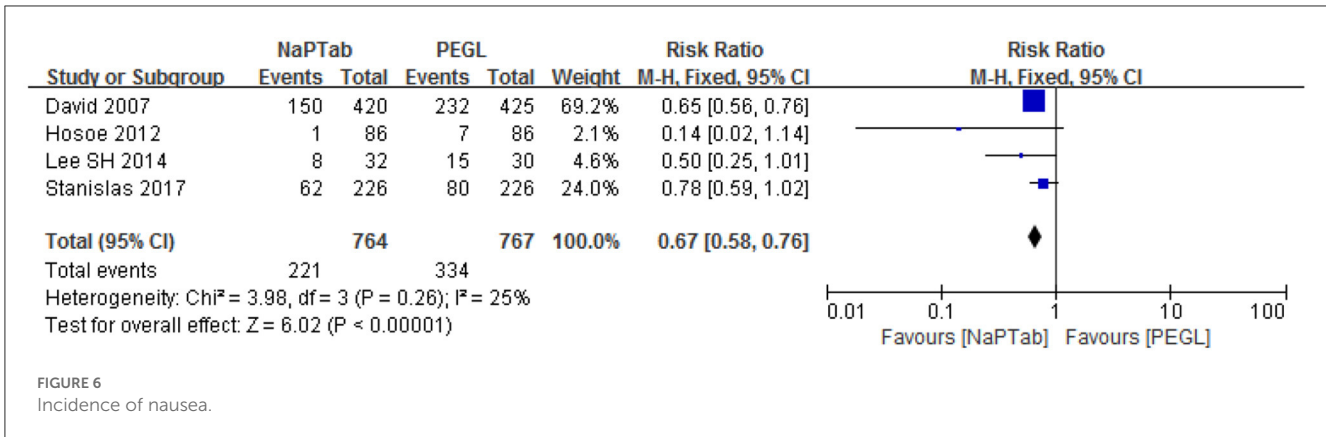 NaPTab PEGL Risk Ratio Risk Ratio
Study or Subgroup Events Total Events Total Weight M-H, Fixed, 95% CI M-H, Fixed, 95% CI
David 2007 150 420 232 425 69.2% 0.65 [0.56, 0.76]
Hosoe 2012 1 86 7 86 2.1% 0.14 [0.02, 1.14]
Lee SH 2014 8 32 15 30 4.6% 0.50 [0.25, 1.01]
Stanislas 2017 62 226 80 226 24.0% 0.78 [0.59, 1.02]
Total (95% CI) 764 767 100.0% 0.67 [0.58, 0.76]
Total events 221 334
Heterogeneity: Chi² = 3.98, df = 3 (P = 0.26); I² = 25%
Test for overall effect: Z = 6.02 (P < 0.00001)
0.01 0.1 1 10 100
Favours [NaPTab] Favours [PEGL]
FIGURE 6
Incidence of nausea.